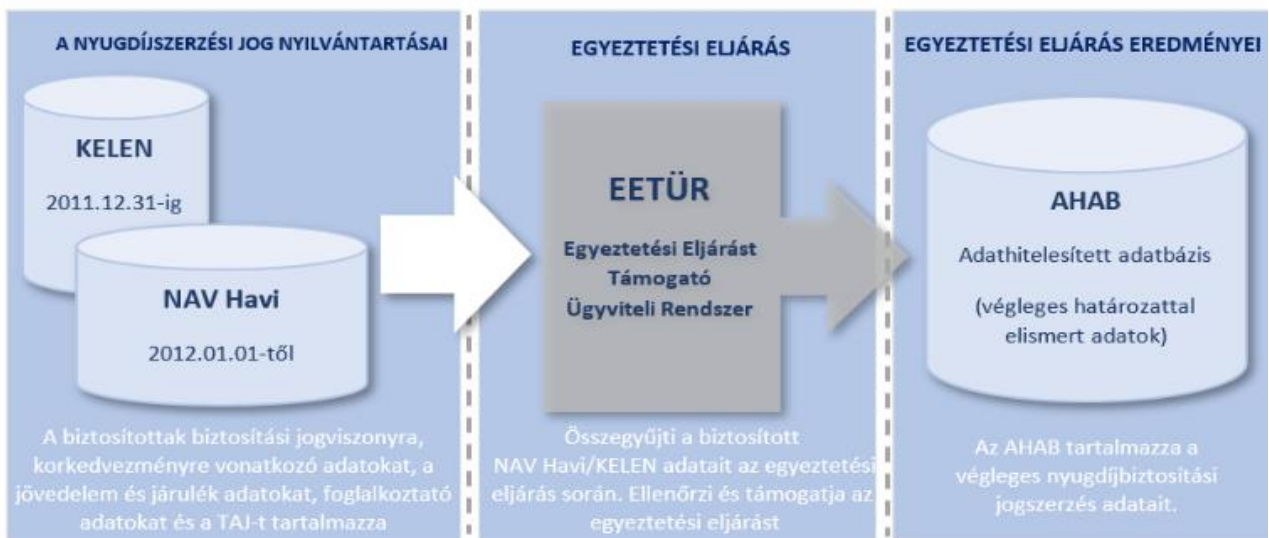 A NYUGDÍJSZERZÉSI JOG NYILVÁNTARTÁSAI
KELEN
2011.12.31-ig
NAV Havi
2012.01.01-től
A biztosítottak biztosítási jogviszonyra,
korkedvezményre vonatkozó adatokat, a
jövedelem és járulék adatokat, foglalkoztató
adatokat és a TAJ-t tartalmazza
EGYEZTETÉSI ELJÁRÁS
EETÜR
Egyeztetési Eljárást
Támogató
Ügyviteli Rendszer
Összegyűjti a biztosított
NAV Havi/KELEN adatait az egyeztetési
eljárás során. Ellenőrzi és támogatja az
egyeztetési eljárást
EGYEZTETÉSI ELJÁRÁS EREDMÉNYEI
AHAB
Adathitelesített adatbázis
(végleges határozattal
elismert adatok)
Az AHAB tartalmazza a
végleges nyugdíjbiztosítási
jogszerzés adatait.